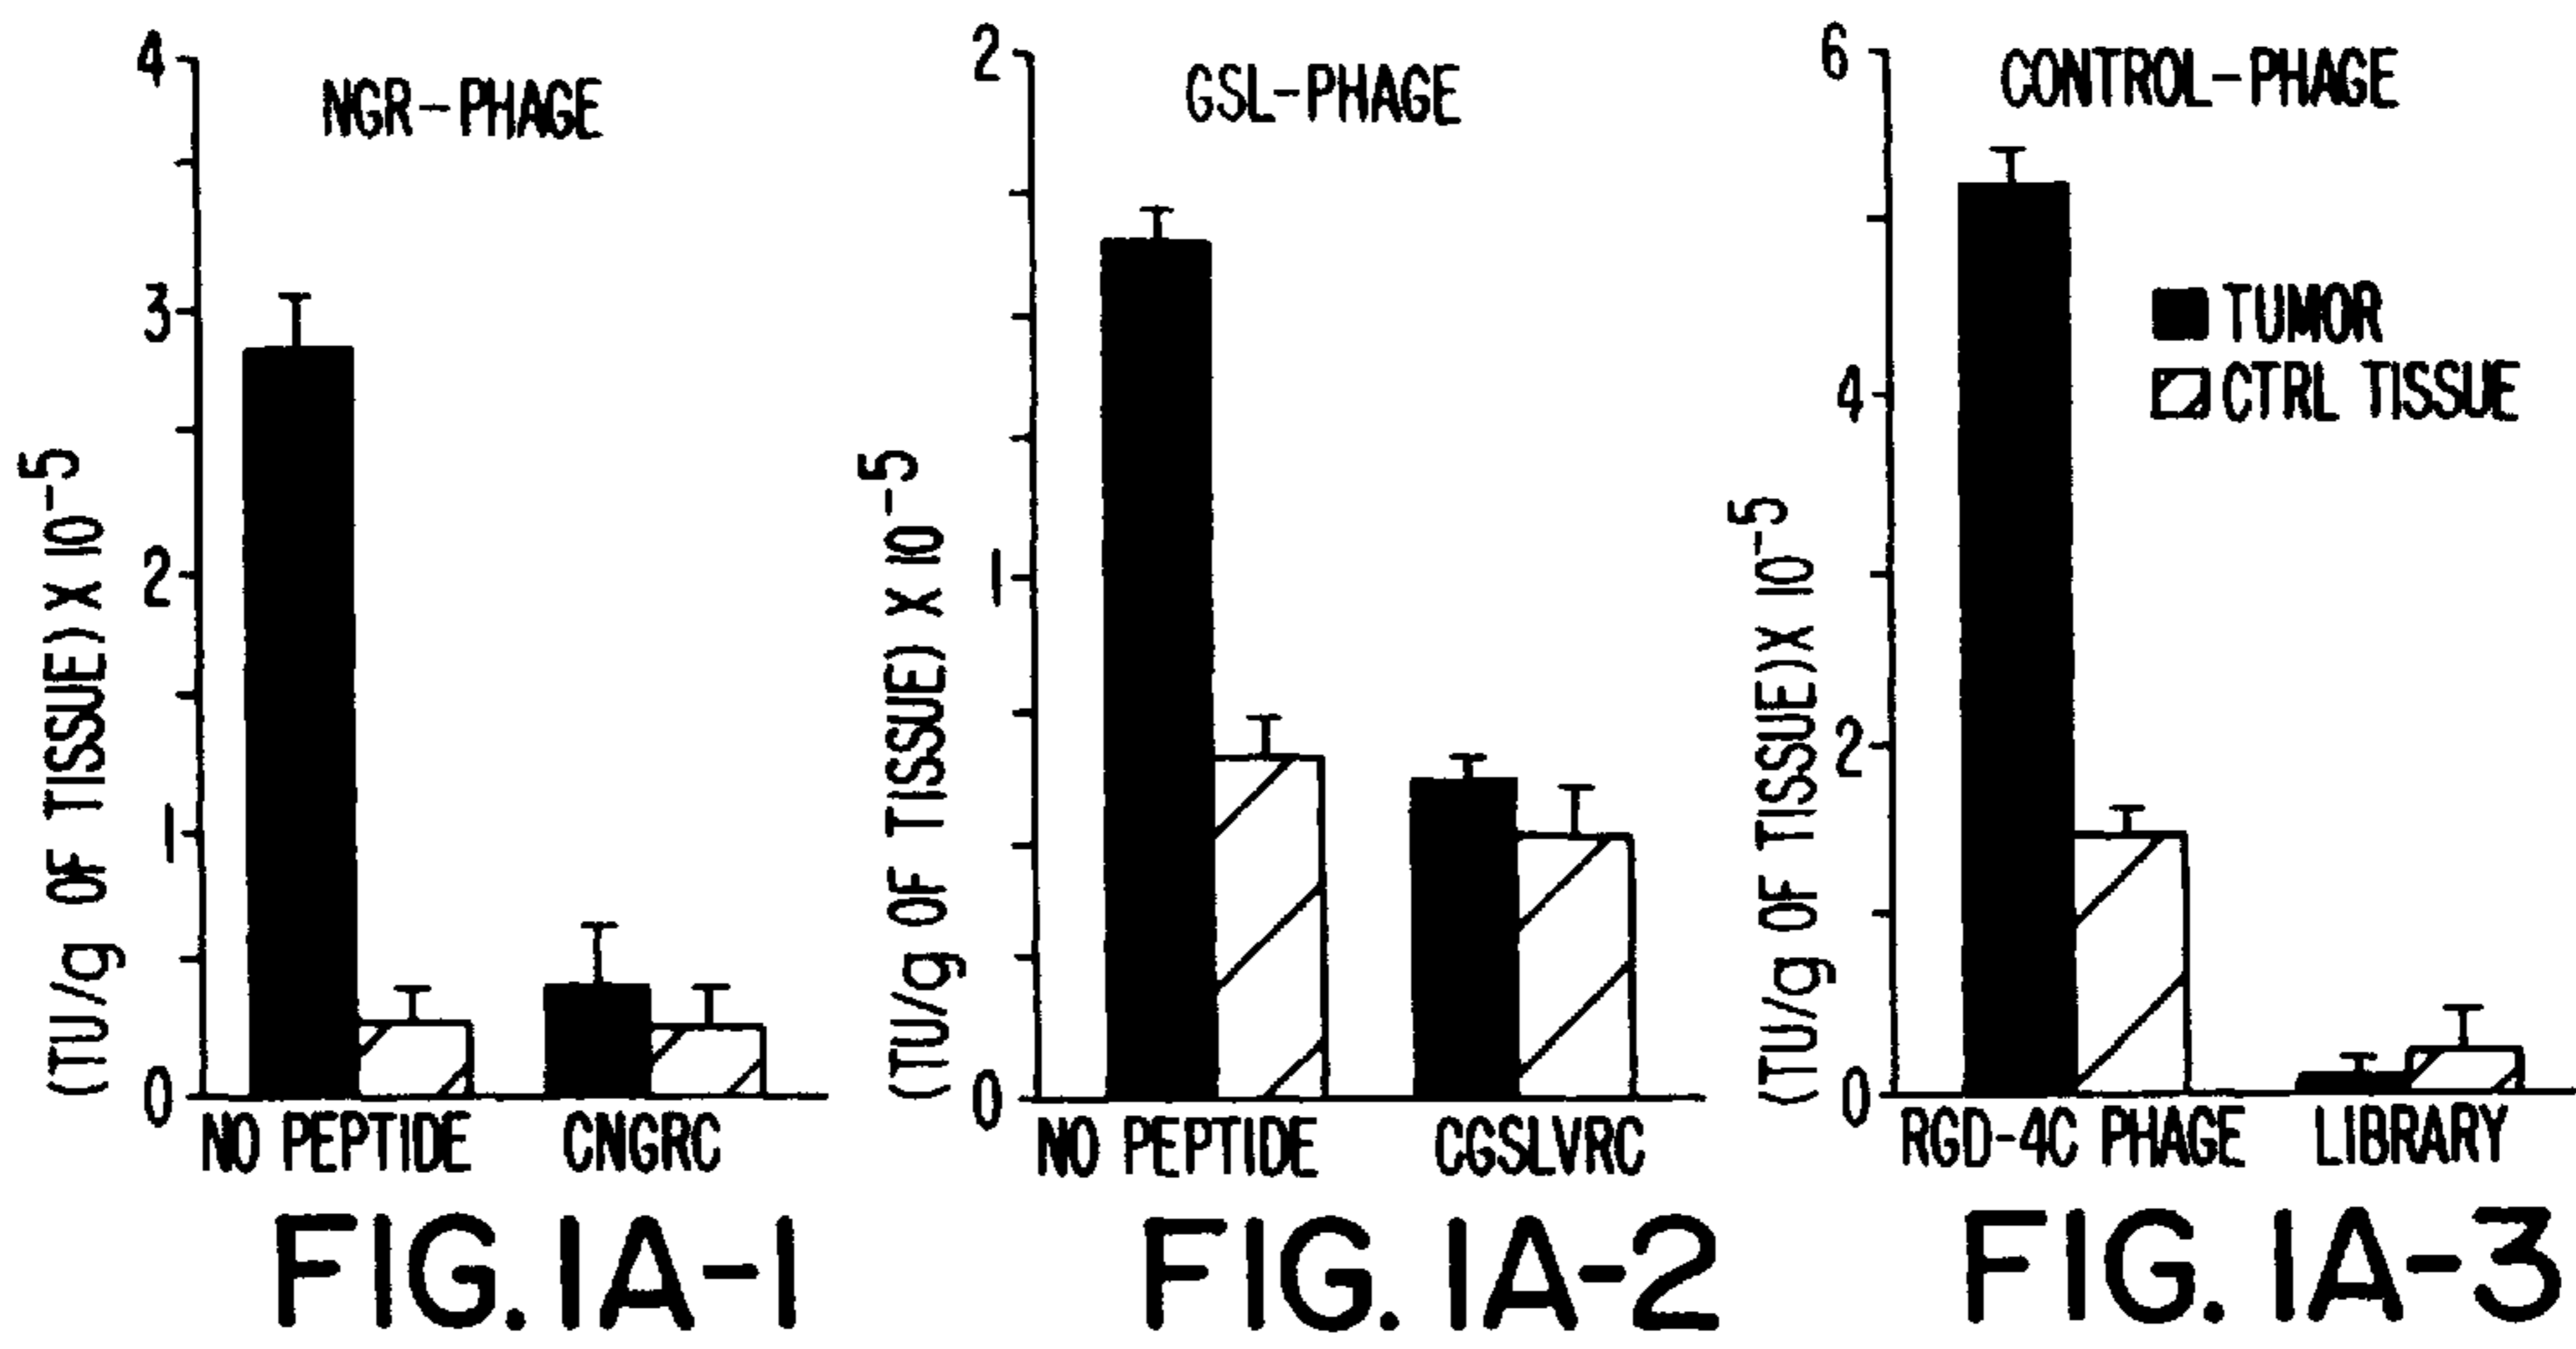 NGR-PHAGE
4
3
2
1
0
(TU/g OF TISSUE) X 10⁻⁵
NO PEPTIDE CNGRC
FIG. 1A-1
GSL-PHAGE
2
1
0
(TU/g OF TISSUE) X 10⁻⁵
NO PEPTIDE CGSLVRC
FIG. 1A-2
CONTROL-PHAGE
6
4
2
0
(TU/g OF TISSUE) X 10⁻⁵
TUMOR
CTRL TISSUE
RGD-4C PHAGE LIBRARY
FIG. 1A-3